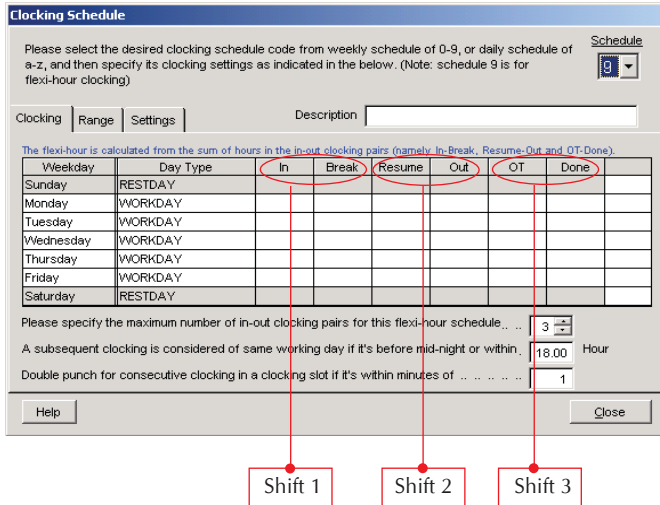 Clocking Schedule
Please select the desired clocking schedule code from weekly schedule of 0-9, or daily schedule of
a-z, and then specify its clocking settings as indicated in the below. (Note: schedule 9 is for
flexi-hour clocking)
Schedule
9
Clocking Range Settings Description
The flexi-hour is calculated from the sum of hours in the in-out clocking pairs (namely In-Break, Resume-Out and OT-Done).
Weekday Day Type In Break Resume Out OT Done
Sunday RESTDAY
Monday WORKDAY
Tuesday WORKDAY
Wednesday WORKDAY
Thursday WORKDAY
Friday WORKDAY
Saturday RESTDAY
Please specify the maximum number of in-out clocking pairs for this flexi-hour schedule.. .. 3
A subsequent clocking is considered of same working day if it's before mid-night or within. 18.00 Hour
Double punch for consecutive clocking in a clocking slot if it's within minutes of .. .. .. .. .. 1
Help Close
Shift 1 Shift 2 Shift 3